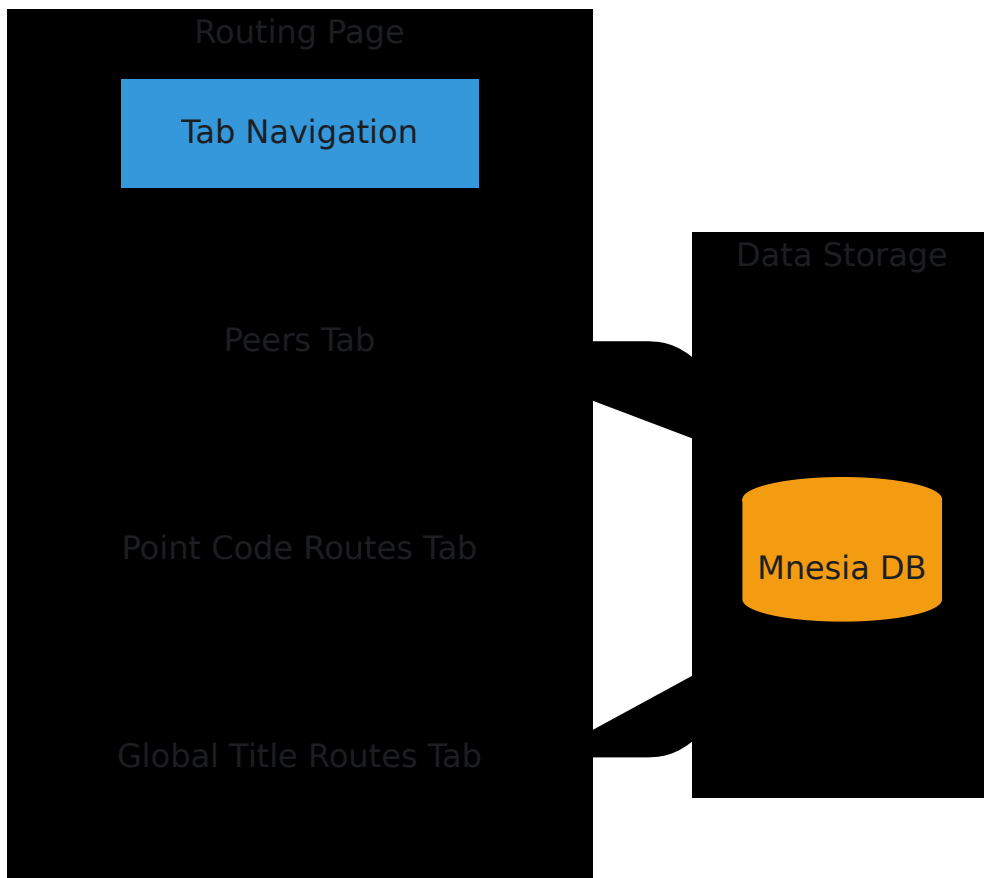 Routing Page
Tab Navigation
Data Storage
Peers Tab
Point Code Routes Tab
Mnesia DB
Global Title Routes Tab